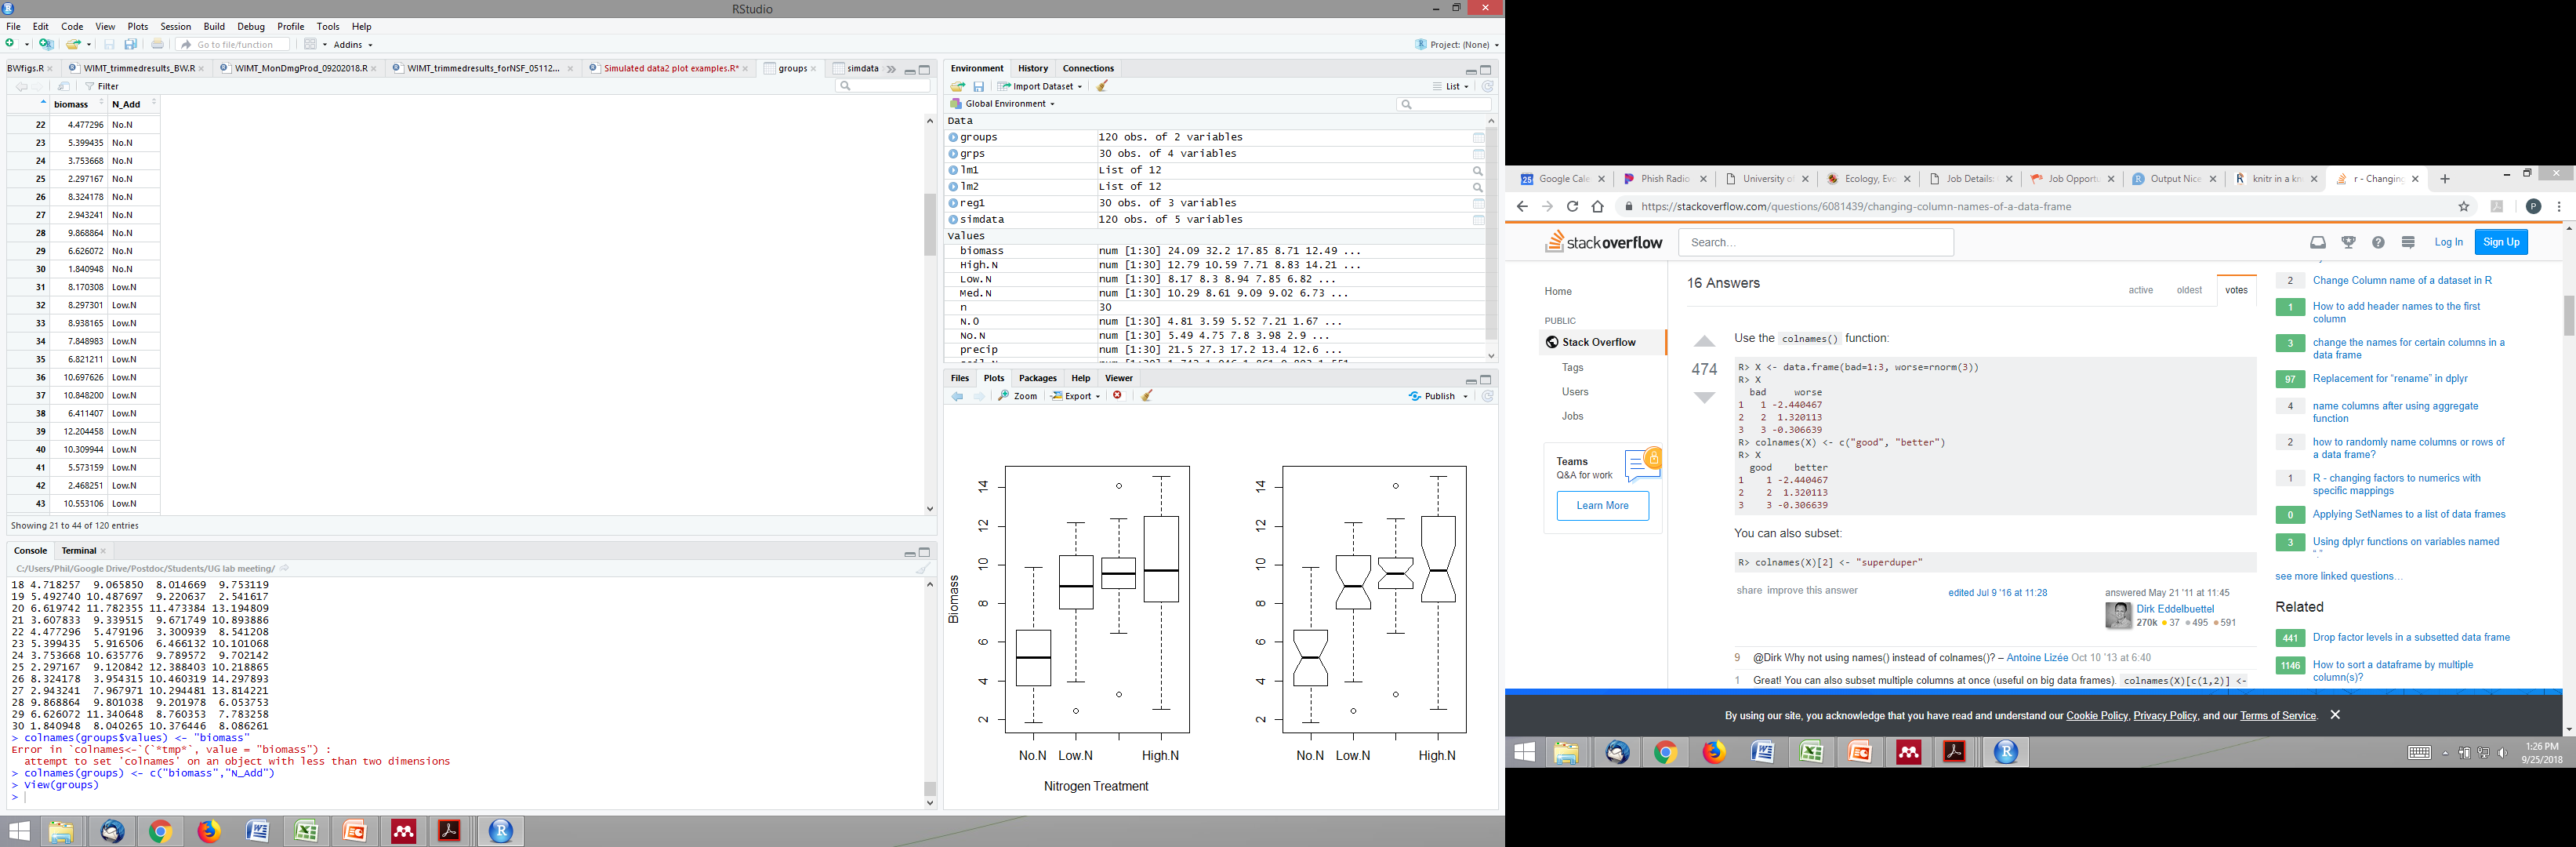 RStudio
File Edit Code View Plots Session Build Debug Profile Tools Help
Go to file/function Addins Project: (None)
BWfigs.R WIMT_trimmedresults_BW.R WIMT_MonDmgProd_09202018.R WIMT_trimmedresults_forNSF_05112... Simulated data2 plot examples.R* groups simdata
Filter
biomass N_Add
22 4.477296 No.N
23 5.399435 No.N
24 3.753668 No.N
25 2.297167 No.N
26 8.324178 No.N
27 2.943241 No.N
28 9.868864 No.N
29 6.626072 No.N
30 1.840948 No.N
31 8.170308 Low.N
32 8.297301 Low.N
33 8.938165 Low.N
34 7.848983 Low.N
35 6.821211 Low.N
36 10.697626 Low.N
37 10.848200 Low.N
38 6.411407 Low.N
39 12.204458 Low.N
40 10.309944 Low.N
41 5.573159 Low.N
42 2.468251 Low.N
43 10.553106 Low.N
Showing 21 to 44 of 120 entries
Console Terminal
C:/Users/Phil/Google Drive/Postdoc/Students/UG lab meeting/
18 4.718257 9.065850 8.014669 9.753119
19 5.492740 10.487697 9.220637 2.541617
20 6.619742 11.782355 11.473384 13.194809
21 3.607833 9.339515 9.671749 10.893886
22 4.477296 5.479196 3.300939 8.541208
23 5.399435 5.916506 6.466132 10.101068
24 3.753668 10.635776 9.789572 9.702142
25 2.297167 9.120842 12.388403 10.218865
26 8.324178 3.954315 10.460319 14.297893
27 2.943241 7.967971 10.294481 13.814221
28 9.868864 9.801038 9.201978 6.053753
29 6.626072 11.340648 8.760353 7.783258
30 1.840948 8.040265 10.376446 8.086261
> colnames(groups$values) <- "biomass"
Error in `colnames<-`(`*tmp*`, value = "biomass") :
attempt to set 'colnames' on an object with less than two dimensions
> colnames(groups) <- c("biomass","N_Add")
> View(groups)
>
Environment History Connections
Import Dataset List
Global Environment
Data
groups 120 obs. of 2 variables
grps 30 obs. of 4 variables
lm1 List of 12
lm2 List of 12
reg1 30 obs. of 3 variables
simdata 120 obs. of 5 variables
Values
biomass num [1:30] 24.09 32.2 17.85 8.71 12.49 ...
High.N num [1:30] 12.79 10.59 7.71 8.83 14.21 ...
Low.N num [1:30] 8.17 8.3 8.94 7.85 6.82 ...
Med.N num [1:30] 10.29 8.61 9.09 9.02 6.73 ...
n 30
N.0 num [1:30] 4.81 3.59 5.52 7.21 1.67 ...
No.N num [1:30] 5.49 4.75 7.8 3.98 2.9 ...
precip num [1:30] 21.5 27.3 17.2 13.4 12.6 ...
Files Plots Packages Help Viewer
Zoom Export Publish
Biomass
2 4 6 8 10 12 14
No.N Low.N High.N
Nitrogen Treatment
2 4 6 8 10 12 14
No.N Low.N High.N
Google Cale Phish Radio University o Ecology, Evo Job Details: Job Opportu Output Nice knitr in a kn r - Changing
https://stackoverflow.com/questions/6081439/changing-column-names-of-a-data-frame
stackoverflow Search... Log In Sign Up
Home
PUBLIC
Stack Overflow
Tags
Users
Jobs
Teams
Q&A for work
Learn More
16 Answers
active oldest votes
474
Use the colnames() function:
R> X <- data.frame(bad=1:3, worse=rnorm(3))
R> X
bad worse
1 1 -2.440467
2 2 1.320113
3 3 -0.306639
R> colnames(X) <- c("good", "better")
R> X
good better
1 1 -2.440467
2 2 1.320113
3 3 -0.306639
You can also subset:
R> colnames(X)[2] <- "superduper"
share improve this answer
edited Jul 9 '16 at 11:28
answered May 21 '11 at 11:45
Dirk Eddelbuettel
270k 37 495 591
9 @Dirk Why not using names() instead of colnames()? – Antoine Lizée Oct 10 '13 at 6:40
1 Great! You can also subset multiple columns at once (useful on big data frames). colnames(X)[c(1,2)] <-
2 Change Column name of a dataset in R
1 How to add header names to the first
column
3 change the names for certain columns in a
data frame
97 Replacement for "rename" in dplyr
4 name columns after using aggregate
function
2 how to randomly name columns or rows of
a data frame?
1 R - changing factors to numerics with
specific mappings
0 Applying SetNames to a list of data frames
3 Using dplyr functions on variables named
"."
see more linked questions...
Related
441 Drop factor levels in a subsetted data frame
1146 How to sort a dataframe by multiple
column(s)?
By using our site, you acknowledge that you have read and understand our Cookie Policy, Privacy Policy, and our Terms of Service.
1:26 PM
9/25/2018